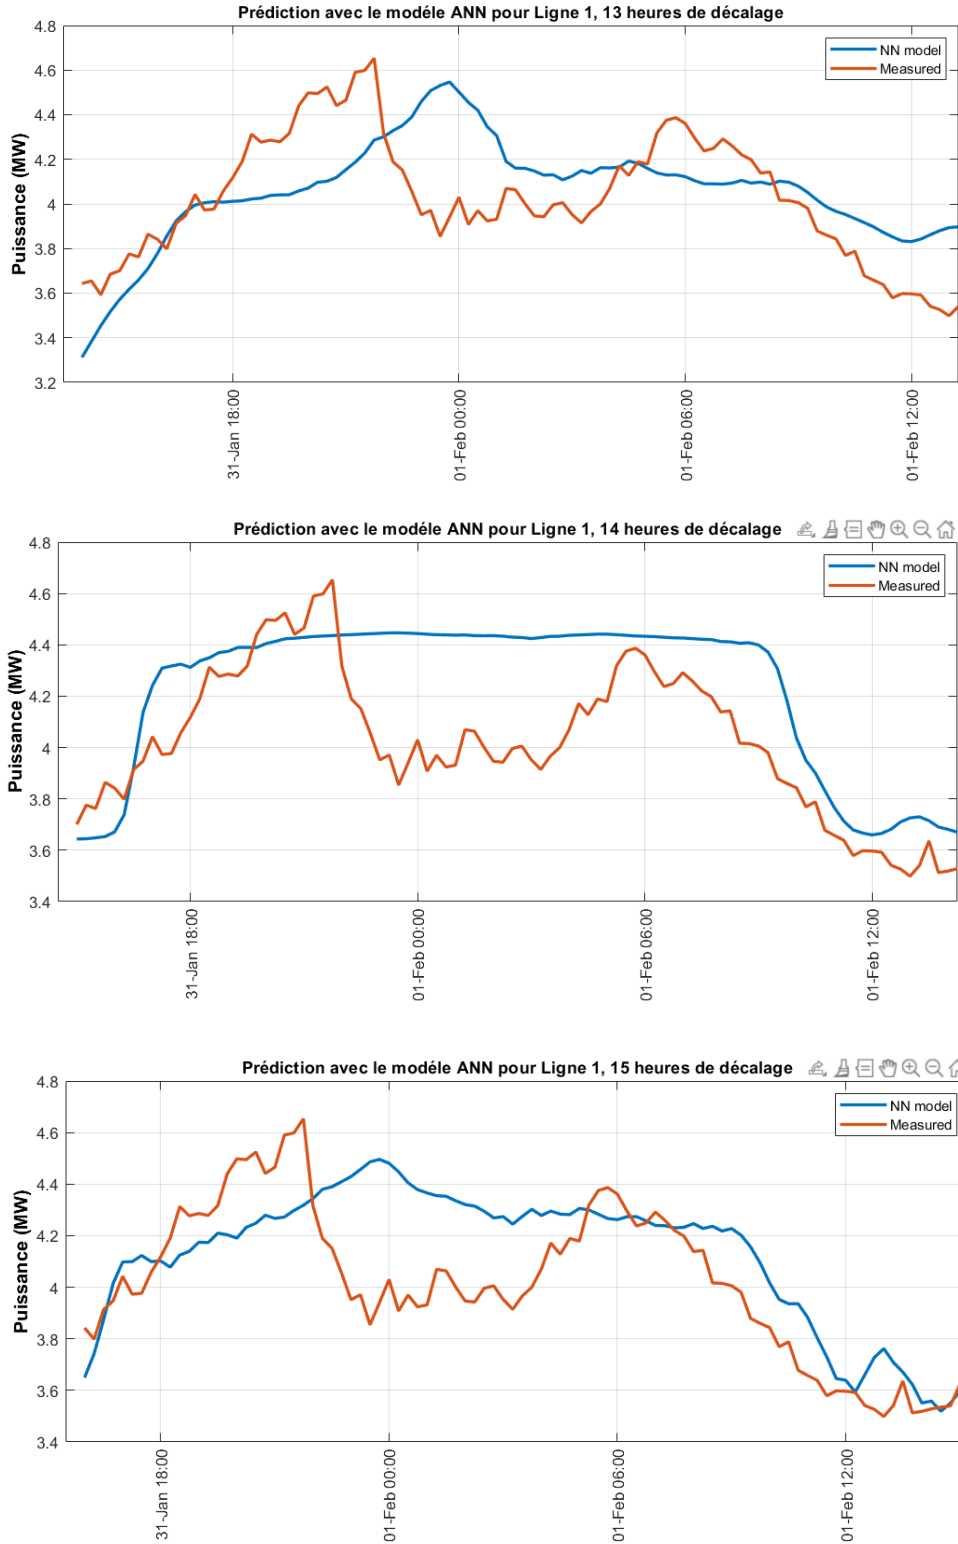 Prédiction avec le modéle ANN pour Ligne 1, 13 heures de décalage
4.8
4.6
4.4
4.2
4
3.8
3.6
3.4
3.2
Puissance (MW)
NN model
Measured
31-Jan 18:00
01-Feb 00:00
01-Feb 06:00
01-Feb 12:00
Prédiction avec le modéle ANN pour Ligne 1, 14 heures de décalage
4.8
4.6
4.4
4.2
4
3.8
3.6
3.4
Puissance (MW)
NN model
Measured
31-Jan 18:00
01-Feb 00:00
01-Feb 06:00
01-Feb 12:00
Prédiction avec le modéle ANN pour Ligne 1, 15 heures de décalage
4.8
4.6
4.4
4.2
4
3.8
3.6
3.4
Puissance (MW)
NN model
Measured
31-Jan 18:00
01-Feb 00:00
01-Feb 06:00
01-Feb 12:00